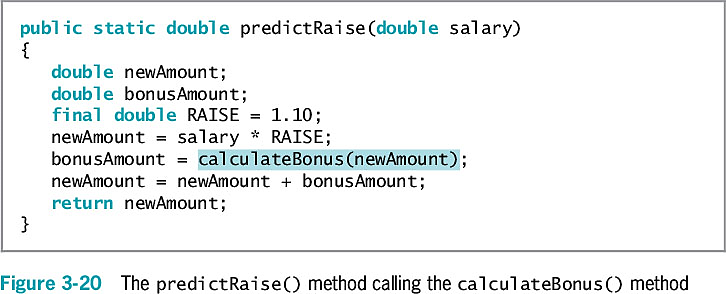 public static double predictRaise(double salary)
{
   double newAmount;
   double bonusAmount;
   final double RAISE = 1.10;
   newAmount = salary * RAISE;
   bonusAmount = calculateBonus(newAmount);
   newAmount = newAmount + bonusAmount;
   return newAmount;
}
Figure 3-20 The predictRaise() method calling the calculateBonus() method